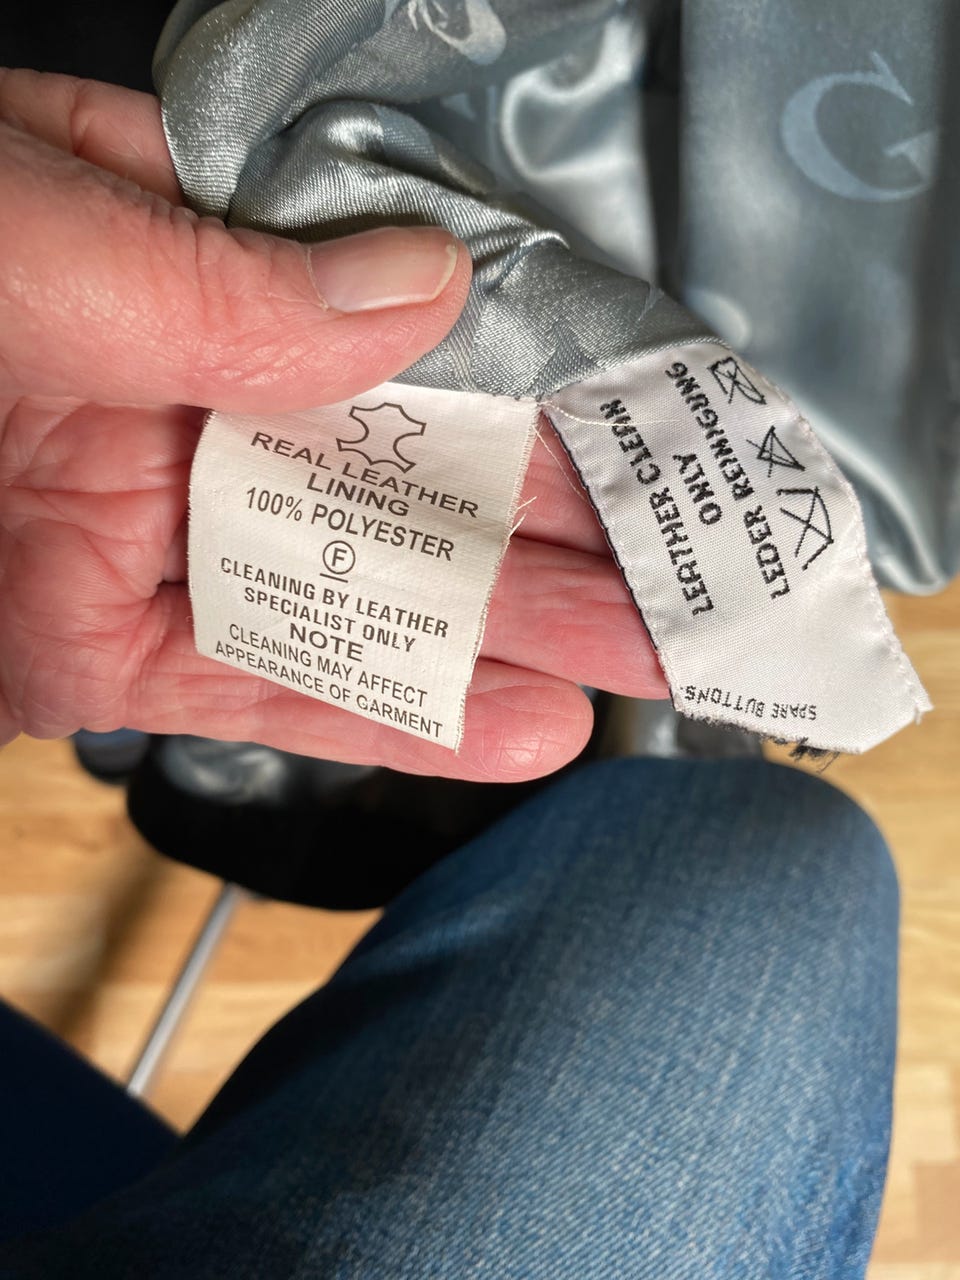 REAL LEATHER
LINING
100% POLYESTER
F
CLEANING BY LEATHER
SPECIALIST ONLY
NOTE
CLEANING MAY AFFECT
APPEARANCE OF GARMENT
LEATHER CLEAN
ONLY
LEDER REINIGUNG
SPARE BUTTONS.
G